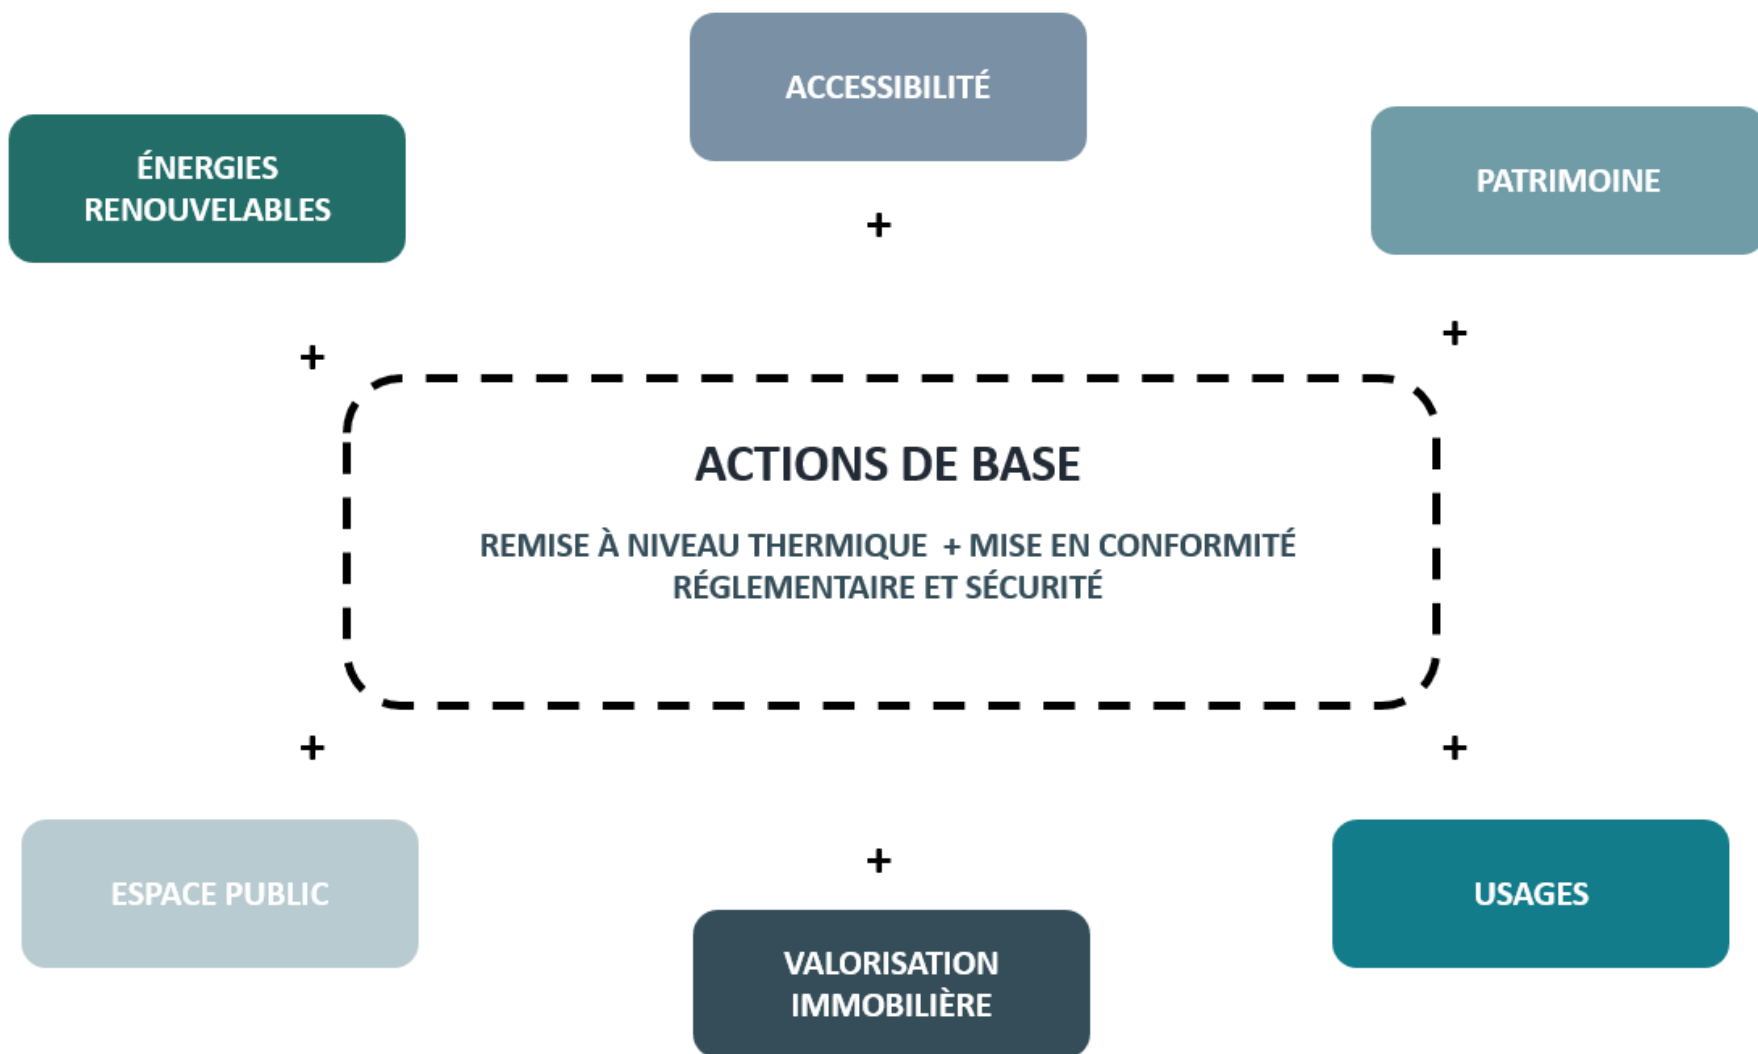 ACCESSIBILITÉ
ÉNERGIES
RENOUVELABLES
PATRIMOINE
+
+
+
ACTIONS DE BASE
REMISE À NIVEAU THERMIQUE + MISE EN CONFORMITÉ
RÉGLEMENTAIRE ET SÉCURITÉ
+
+
+
ESPACE PUBLIC
USAGES
VALORISATION
IMMOBILIÈRE